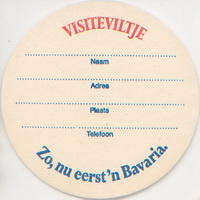 VISITEVILTJE
Naam
Adres
Plaats
Telefoon
Zo, nu eerst'n Bavaria.